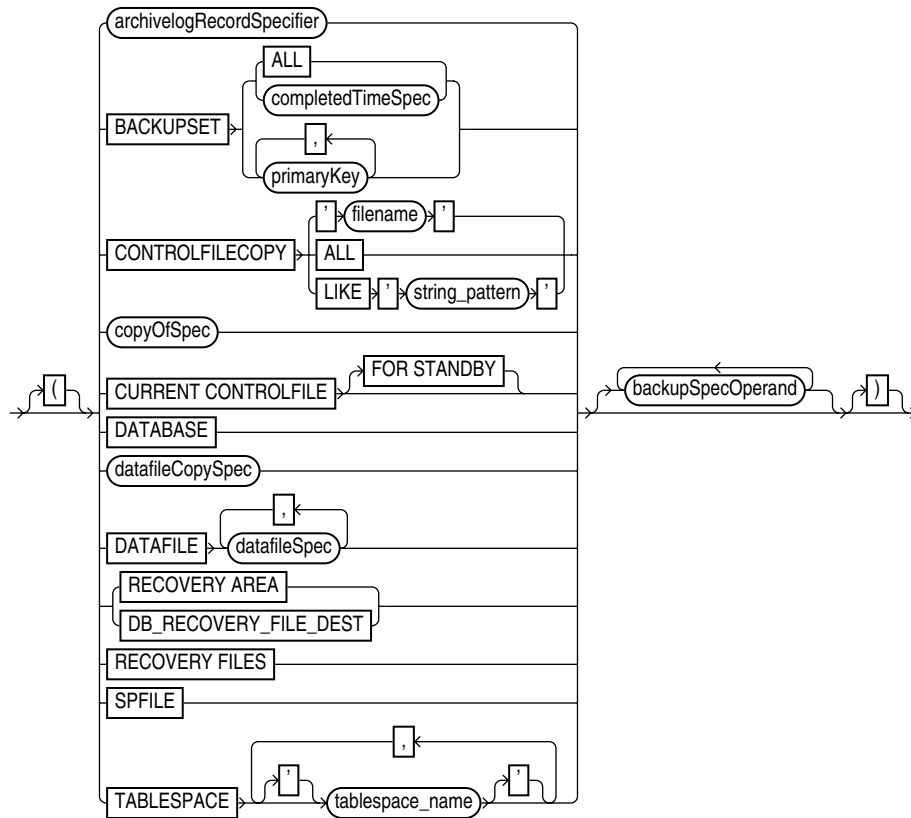 archivelogRecordSpecifier
ALL
completedTimeSpec
BACKUPSET
,
primaryKey
' filename '
CONTROLFILECOPY ALL
LIKE ' string_pattern '
copyOfSpec
FOR STANDBY
( CURRENT CONTROLFILE backupSpecOperand )
DATABASE
datafileCopySpec
,
DATAFILE datafileSpec
RECOVERY AREA
DB_RECOVERY_FILE_DEST
RECOVERY FILES
SPFILE
,
' '
TABLESPACE tablespace_name